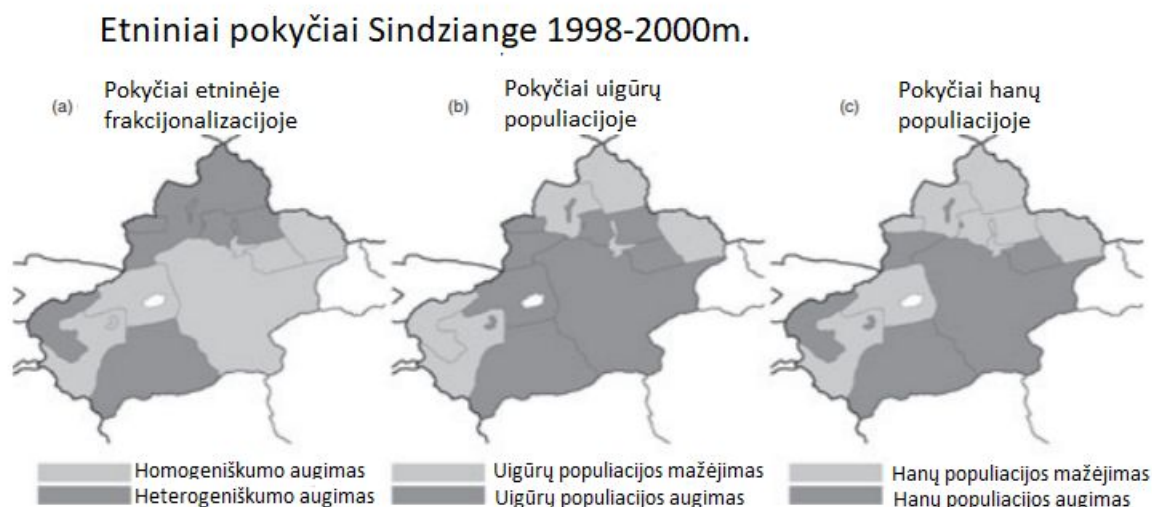 Etniniai pokyčiai Sindziange 1998-2000m.
(a) Pokyčiai etninėje
frakcijonalizacijoje
(b) Pokyčiai uigūrų
populiacijoje
(c) Pokyčiai hanų
populiacijoje
Homogeniškumo augimas
Heterogeniškumo augimas
Uigūrų populiacijos mažėjimas
Uigūrų populiacijos augimas
Hanų populiacijos mažėjimas
Hanų populiacijos augimas